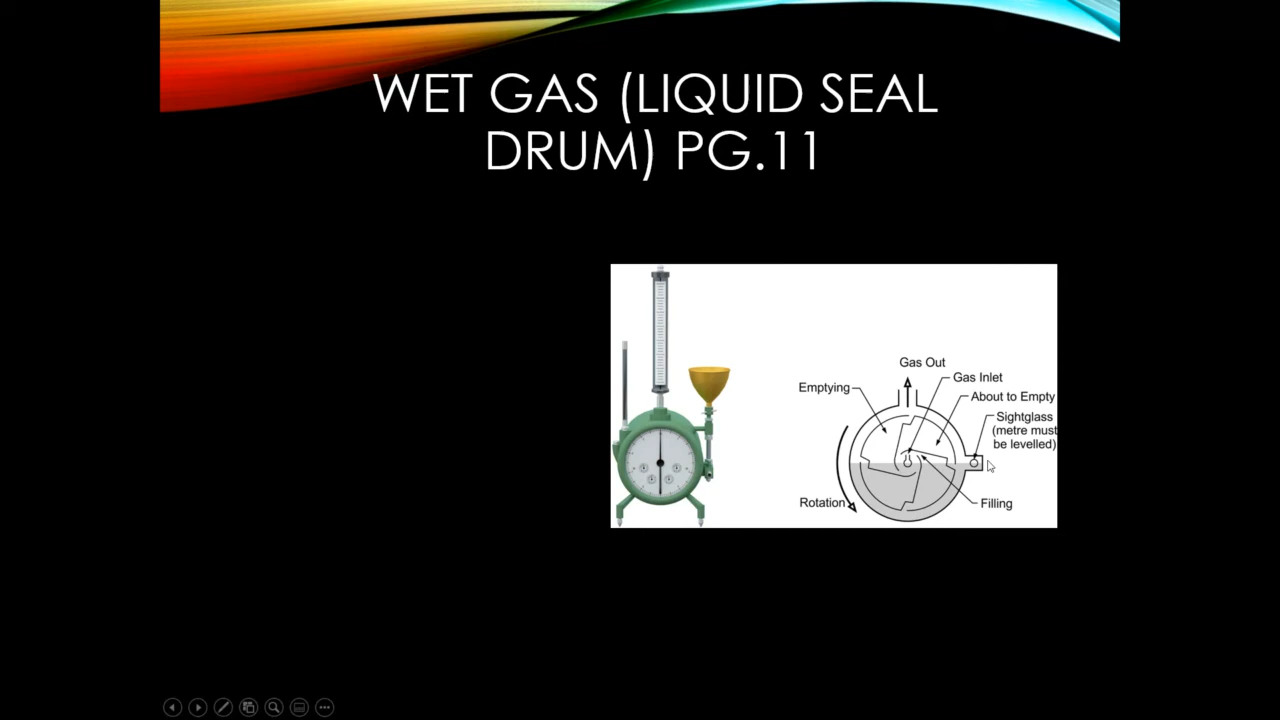 WET GAS (LIQUID SEAL
DRUM) PG.11
Gas Out
Gas Inlet
Emptying
About to Empty
Sightglass
(metre must
be levelled)
Rotation
Filling